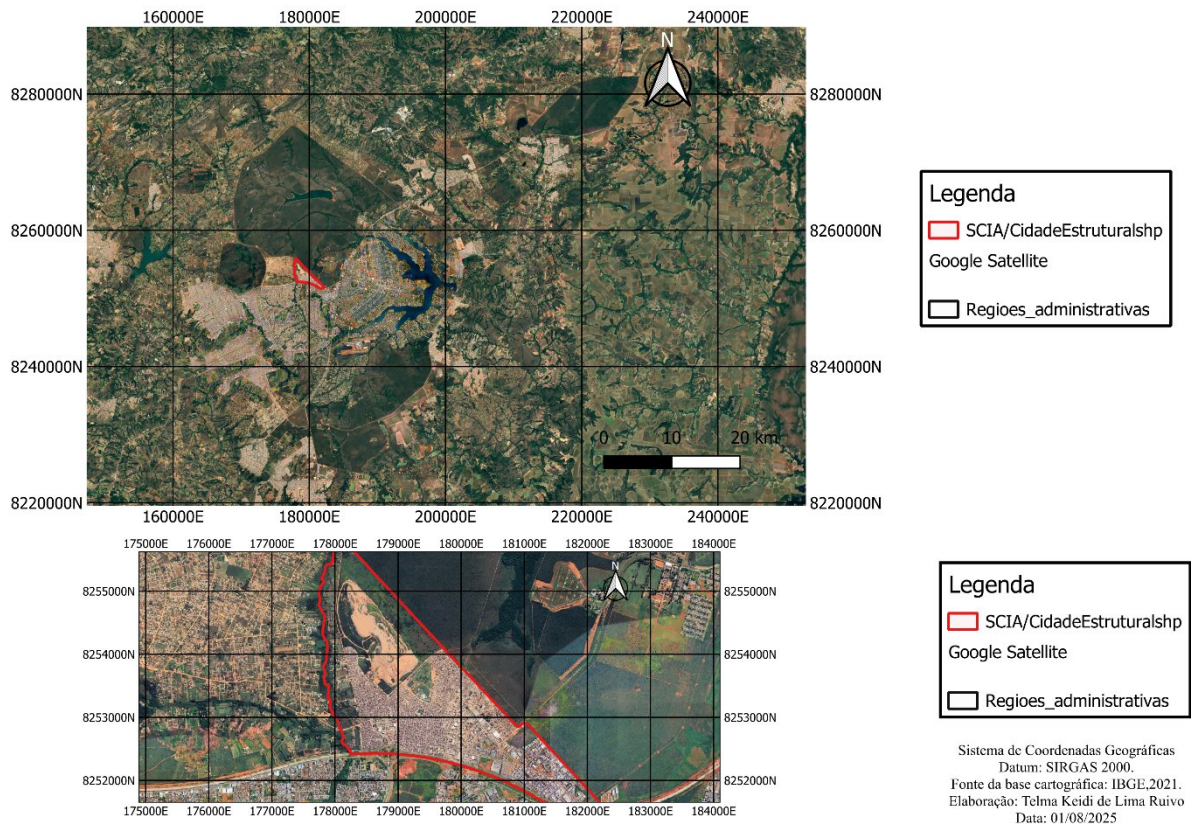 160000E 180000E 200000E 220000E 240000E
N
8280000N 8280000N
8260000N 8260000N
8240000N 8240000N
0 10 20 km
8220000N 8220000N
160000E 180000E 200000E 220000E 240000E
Legenda
SCIA/CidadeEstruturalshp
Google Satellite
Regioes_administrativas
175000E 176000E 177000E 178000E 179000E 180000E 181000E 182000E 183000E 184000E
N
8255000N 8255000N
8254000N 8254000N
8253000N 8253000N
8252000N 8252000N
175000E 176000E 177000E 178000E 179000E 180000E 181000E 182000E 183000E 184000E
Legenda
SCIA/CidadeEstruturalshp
Google Satellite
Regioes_administrativas
Sistema de Coordenadas Geográficas
Datum: SIRGAS 2000.
Fonte da base cartográfica: IBGE,2021.
Elaboração: Telma Keidi de Lima Ruivo
Data: 01/08/2025